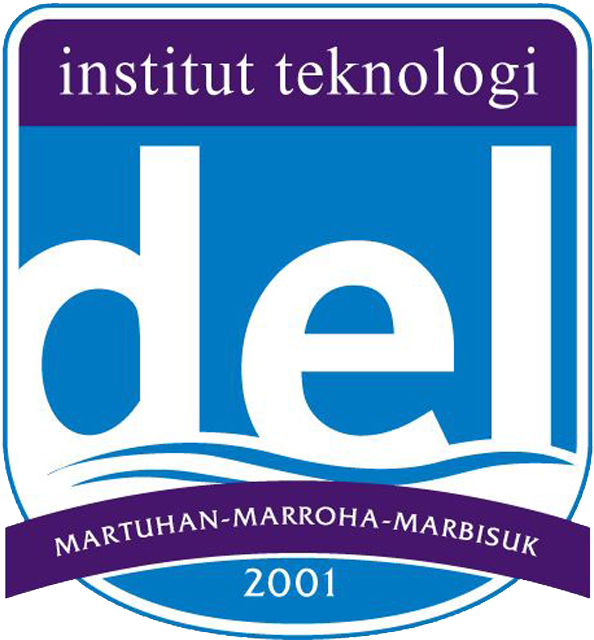 institut teknologi
del
MARTUHAN-MARROHA-MARBISUK
2001